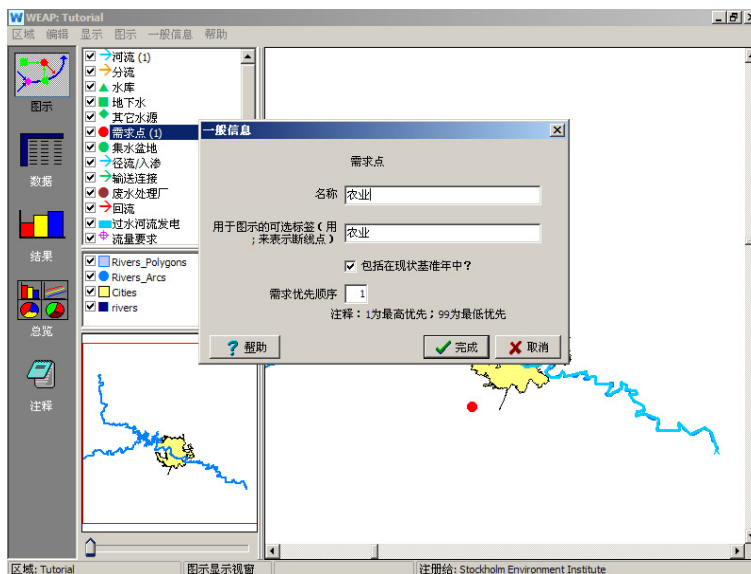 WEAP: Tutorial
区域 编辑 显示 图示 一般信息 帮助
图示
数据
结果
总览
注释
河流 (1)
分流
水库
地下水
其它水源
需求点 (1)
集水盆地
径流/入渗
输送连接
废水处理厂
回流
过水河流发电
流量要求
Rivers_Polygons
Rivers_Arcs
Cities
rivers
一般信息
需求点
名称 农业
用于图示的可选标签(用
;来表示断线点) 农业
包括在现状基准年中?
需求优先顺序 1
注释:1为最高优先;99为最低优先
? 帮助 完成 取消
区域: Tutorial 图示显示视窗 注册给: Stockholm Environment Institute